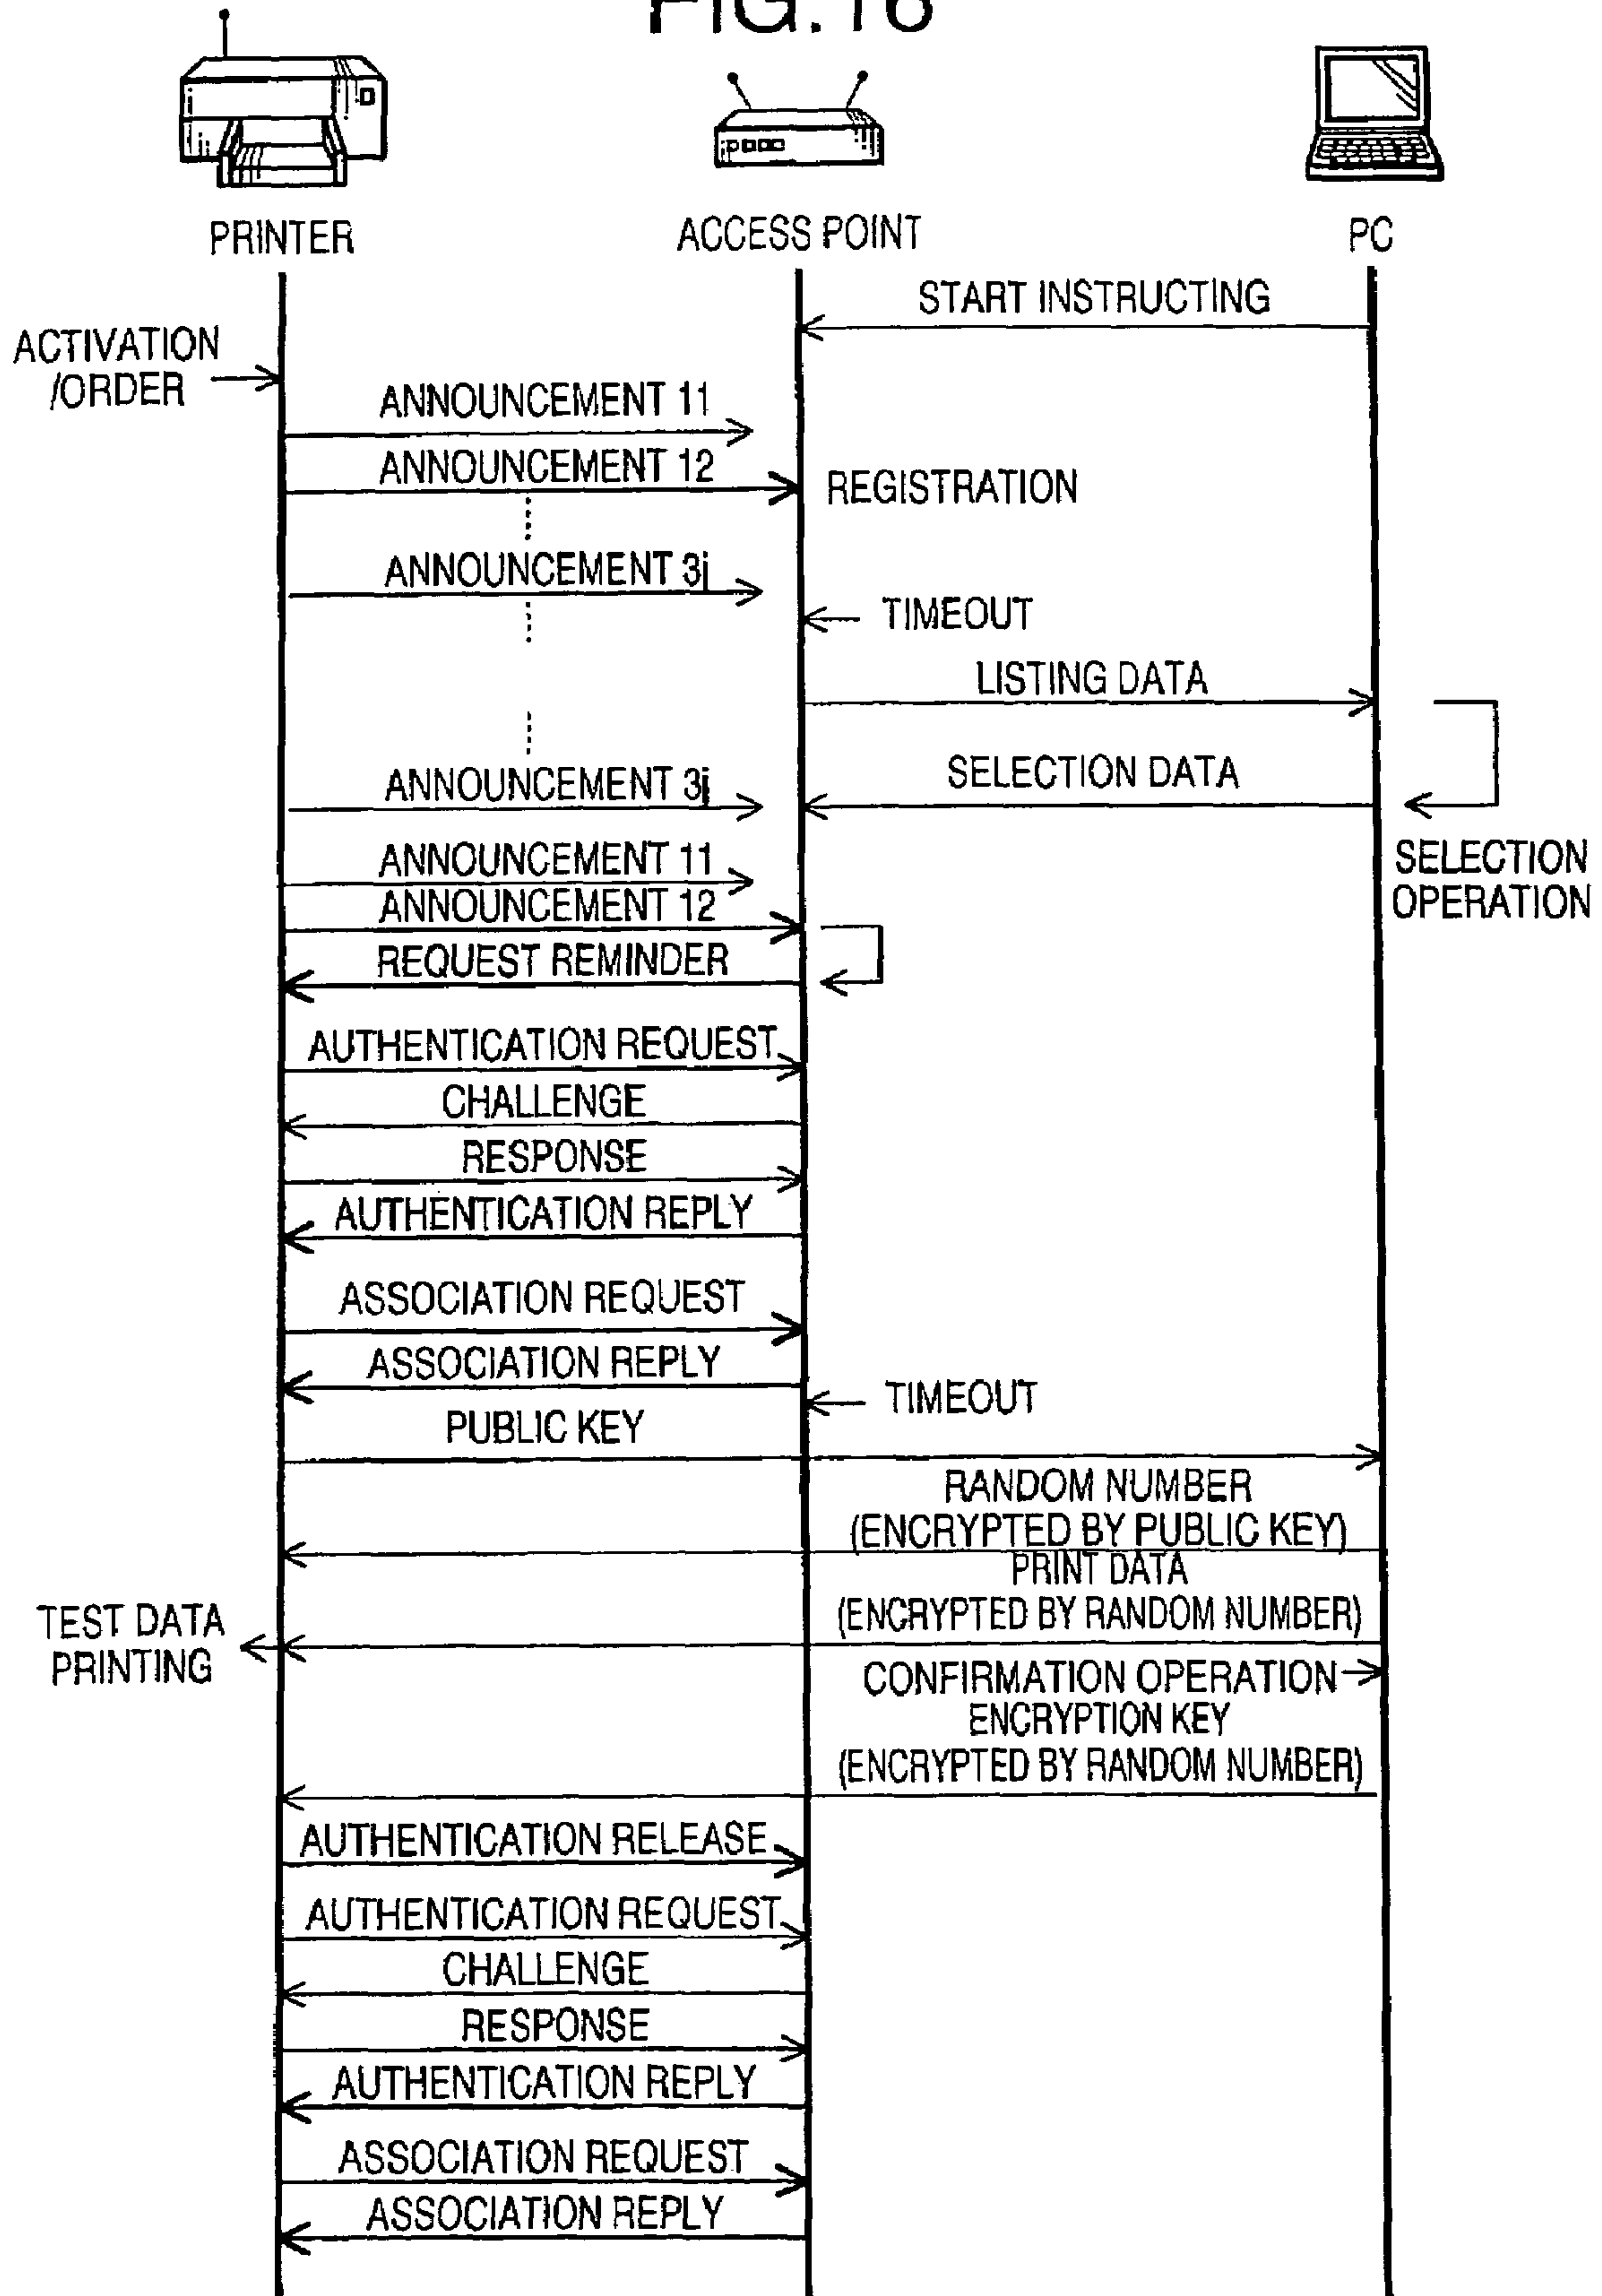 FIG.16
PRINTER
ACCESS POINT
PC
START INSTRUCTING
ACTIVATION
/ORDER
ANNOUNCEMENT 11
ANNOUNCEMENT 12
REGISTRATION
ANNOUNCEMENT 3j
TIMEOUT
LISTING DATA
SELECTION DATA
ANNOUNCEMENT 3j
SELECTION
OPERATION
ANNOUNCEMENT 11
ANNOUNCEMENT 12
REQUEST REMINDER
AUTHENTICATION REQUEST
CHALLENGE
RESPONSE
AUTHENTICATION REPLY
ASSOCIATION REQUEST
ASSOCIATION REPLY
TIMEOUT
PUBLIC KEY
RANDOM NUMBER
(ENCRYPTED BY PUBLIC KEY)
PRINT DATA
(ENCRYPTED BY RANDOM NUMBER)
TEST DATA
PRINTING
CONFIRMATION OPERATION
ENCRYPTION KEY
(ENCRYPTED BY RANDOM NUMBER)
AUTHENTICATION RELEASE
AUTHENTICATION REQUEST
CHALLENGE
RESPONSE
AUTHENTICATION REPLY
ASSOCIATION REQUEST
ASSOCIATION REPLY